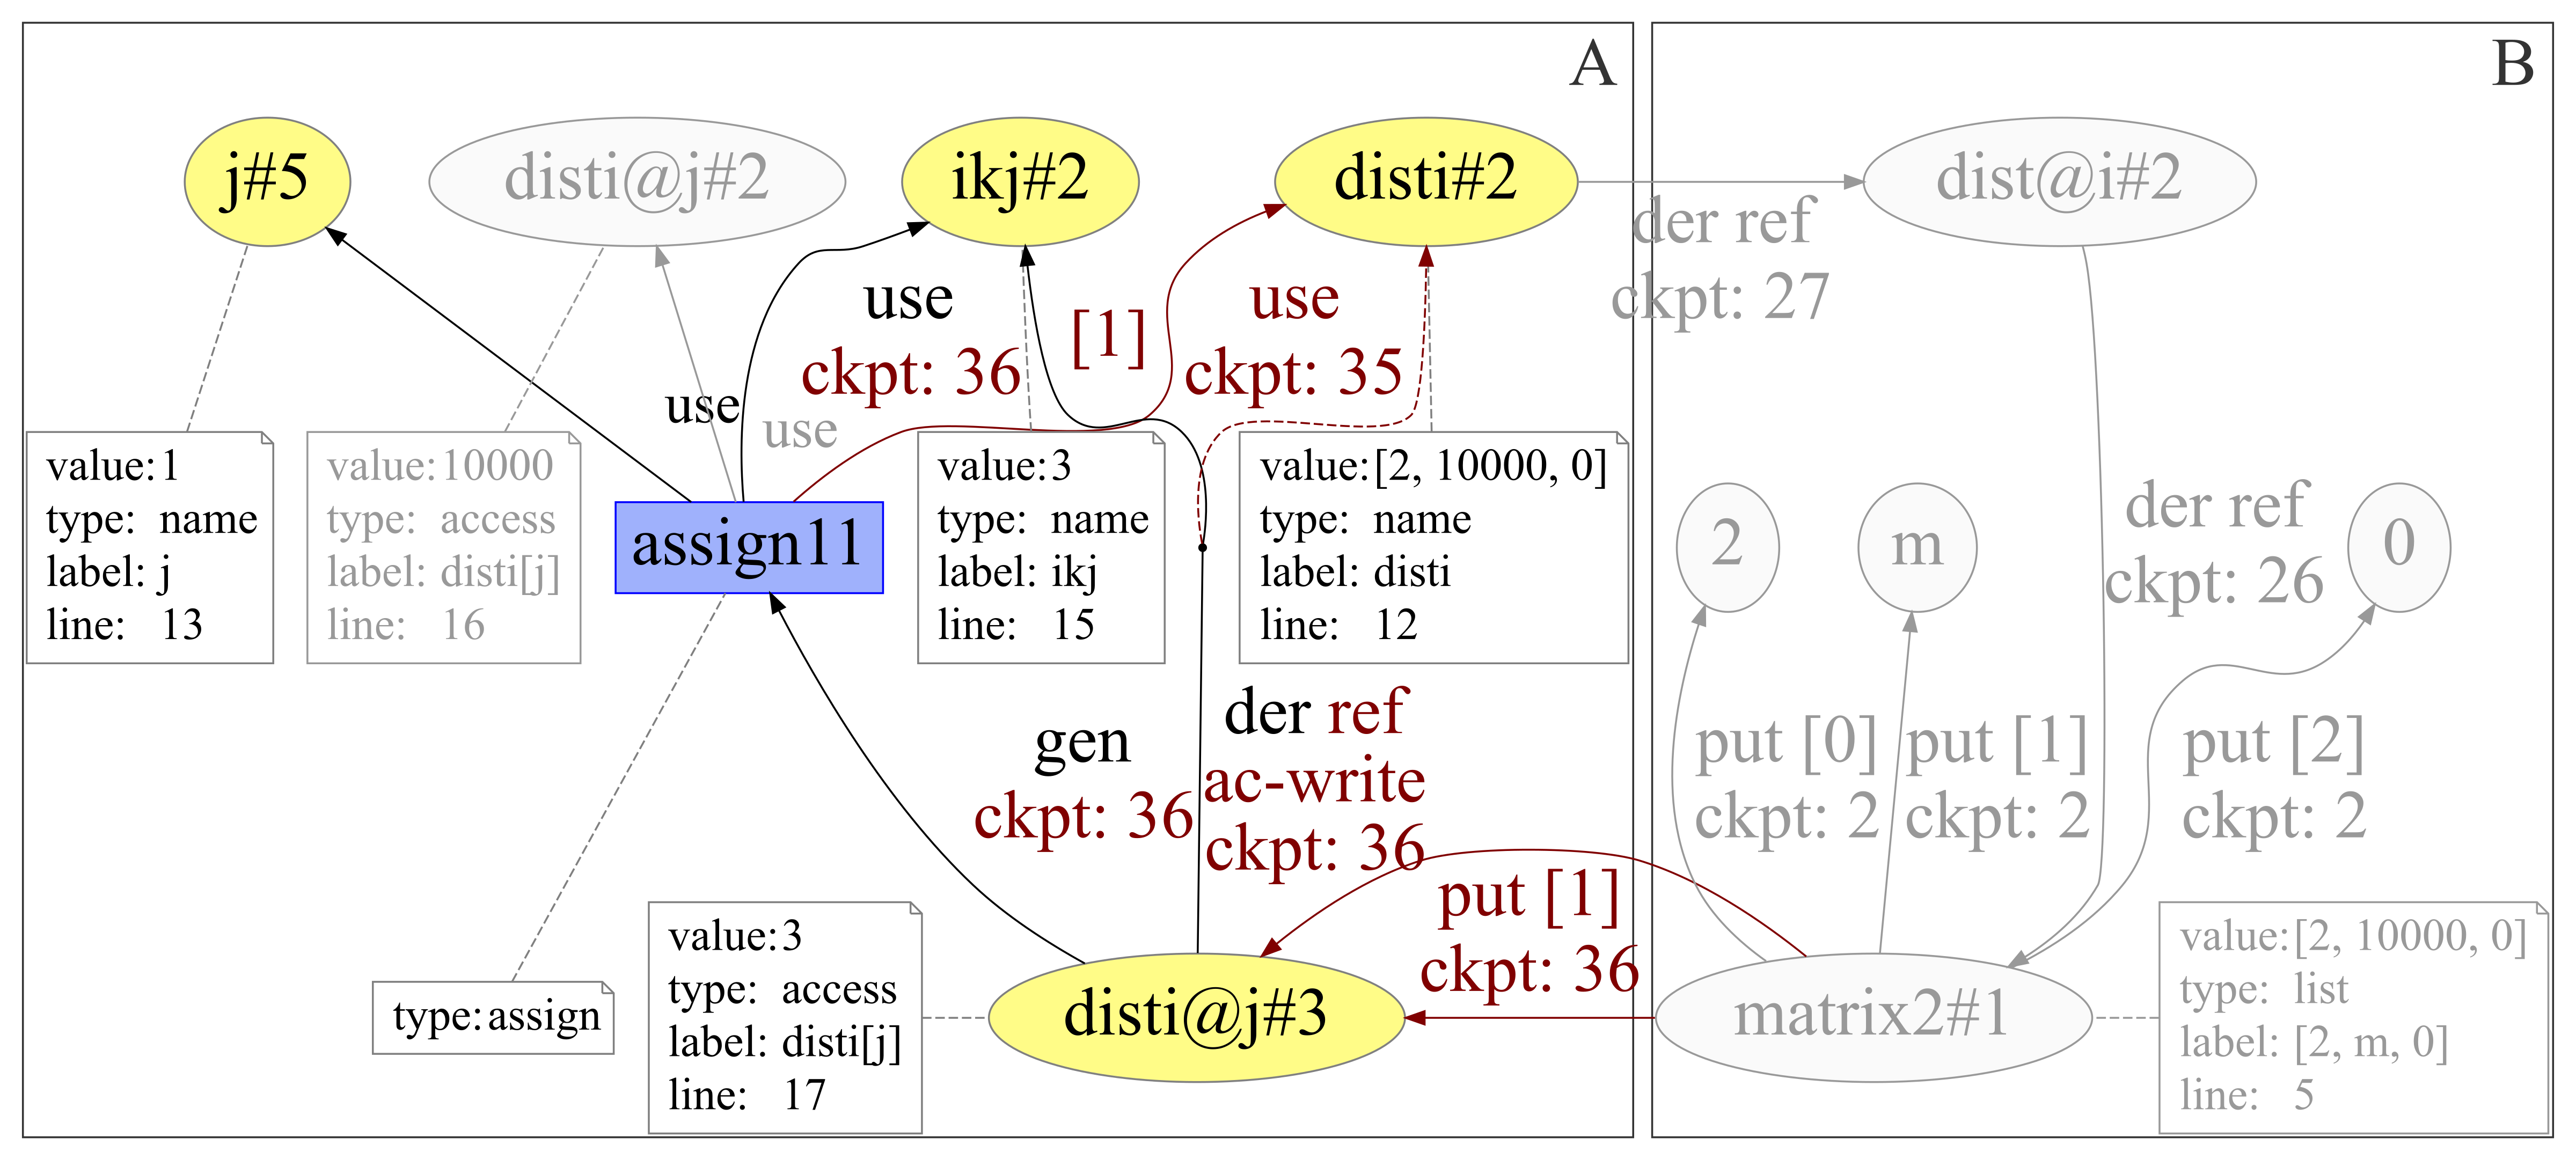 A
B
j#5
disti@j#2
ikj#2
disti#2
dist@i#2
der ref
ckpt: 27
use
ckpt: 36
[1]
use
ckpt: 35
use
use
value: 1
type: name
label: j
line: 13
value: 10000
type: access
label: disti[j]
line: 16
assign11
value: 3
type: name
label: ikj
line: 15
value: [2, 10000, 0]
type: name
label: disti
line: 12
2
m
der ref
ckpt: 26
0
gen
ckpt: 36
der ref
ac-write
ckpt: 36
put [0]
ckpt: 2
put [1]
ckpt: 2
put [2]
ckpt: 2
put [1]
ckpt: 36
type: assign
value: 3
type: access
label: disti[j]
line: 17
disti@j#3
matrix2#1
value: [2, 10000, 0]
type: list
label: [2, m, 0]
line: 5